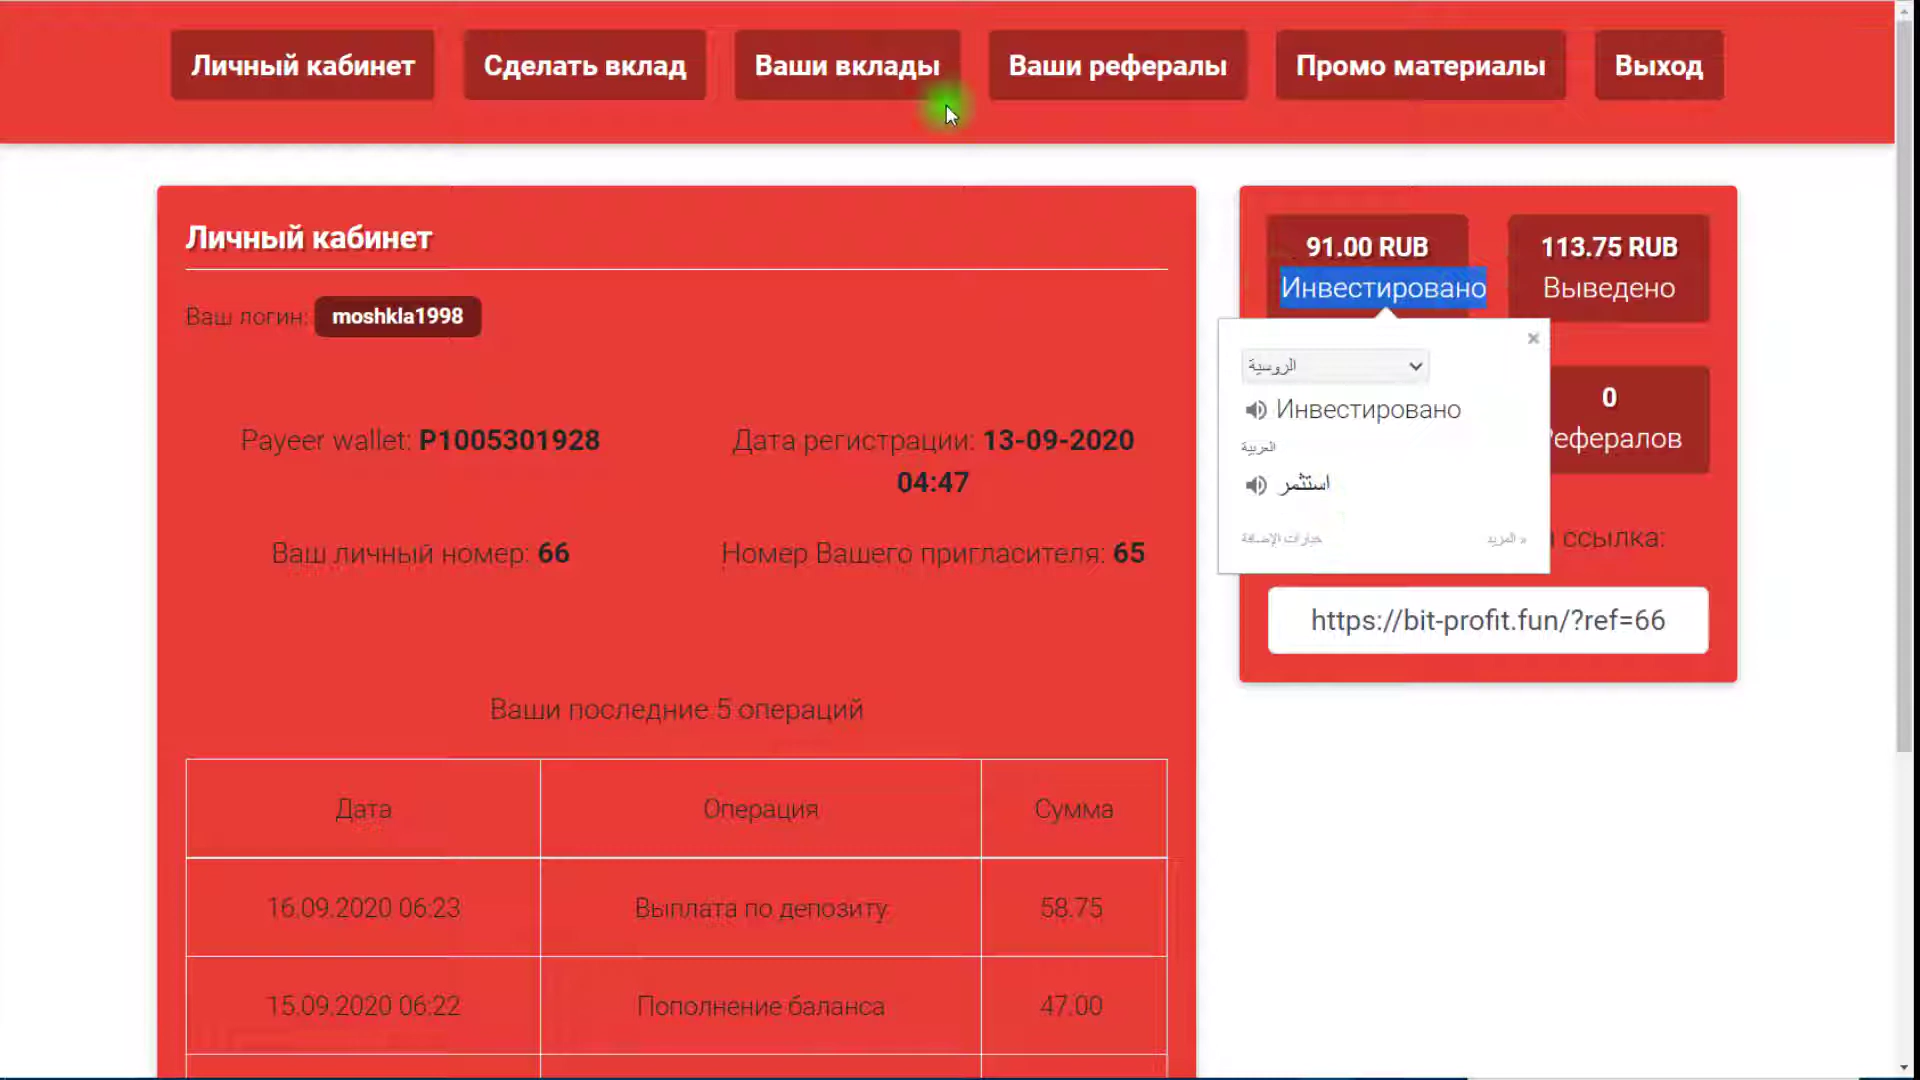 Личный кабинет
Сделать вклад
Ваши вклады
Ваши рефералы
Промо материалы
Выход
Личный кабинет
Ваш логин: moshkla1998
Payeer wallet: P1005301928
Дата регистрации: 13-09-2020
04:47
Ваш личный номер: 66
Номер Вашего пригласителя: 65
Ваши последние 5 операций
Дата Операция Сумма
16.09.2020 06:23 Выплата по депозиту 58.75
15.09.2020 06:22 Пополнение баланса 47.00
91.00 RUB
Инвестировано
113.75 RUB
Выведено
الروسية
Инвестировано
العربية
استثمر
خيارات الإضافة
المزيد »
0
ефералов
ссылка:
https://bit-profit.fun/?ref=66